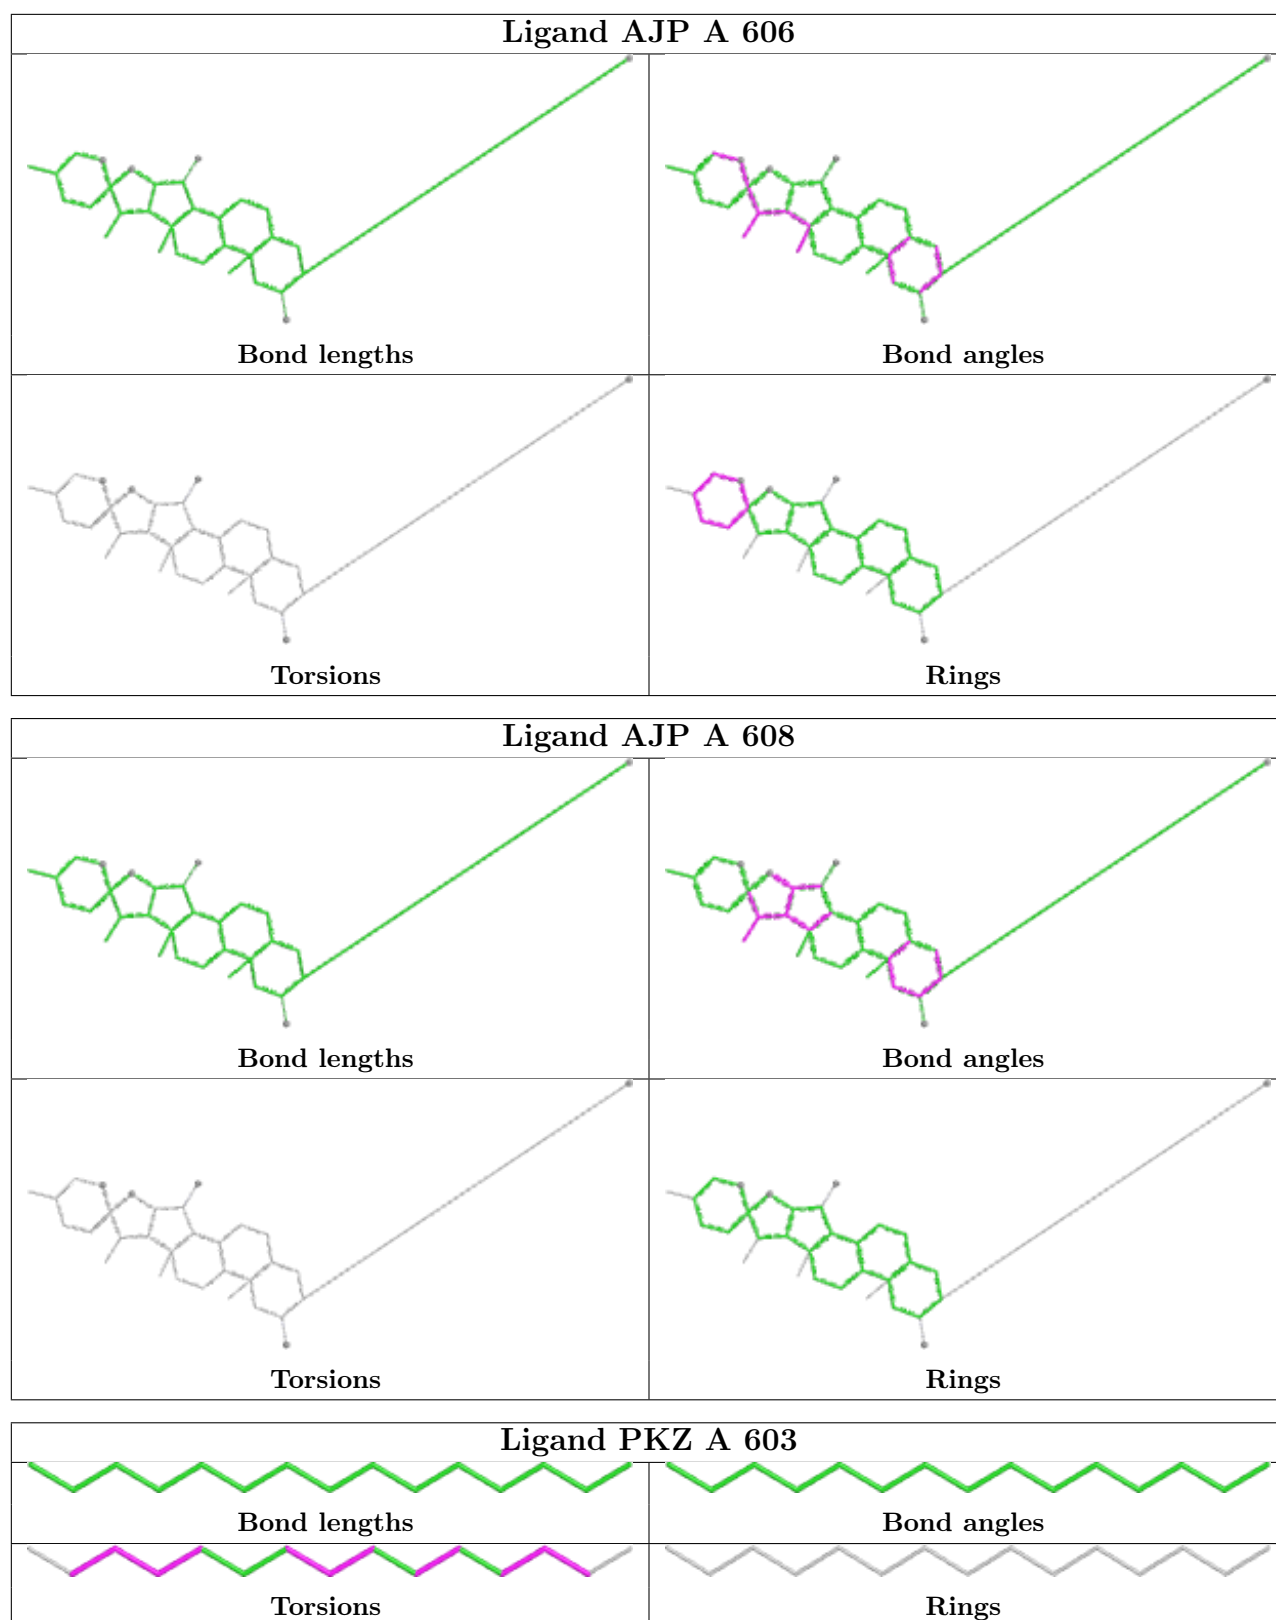 Ligand AJP A 606
Bond lengths
Bond angles
Torsions
Rings
Ligand AJP A 608
Bond lengths
Bond angles
Torsions
Rings
Ligand PKZ A 603
Bond lengths
Bond angles
Torsions
Rings